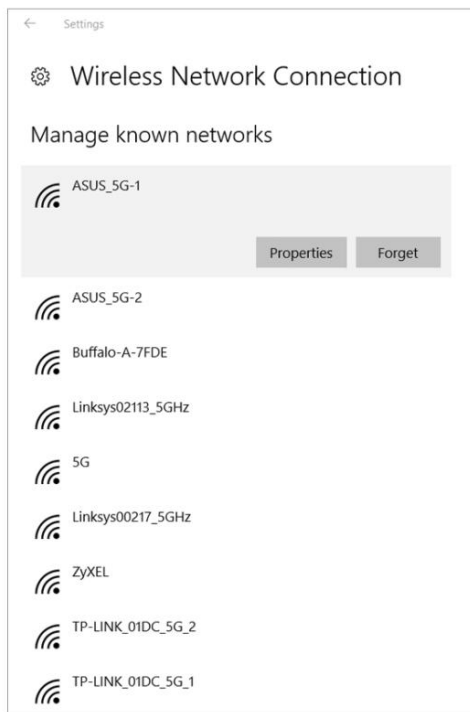 Settings
Wireless Network Connection
Manage known networks
ASUS_5G-1
Properties Forget
ASUS_5G-2
Buffalo-A-7FDE
Linksys02113_5GHz
5G
Linksys00217_5GHz
ZyXEL
TP-LINK_01DC_5G_2
TP-LINK_01DC_5G_1